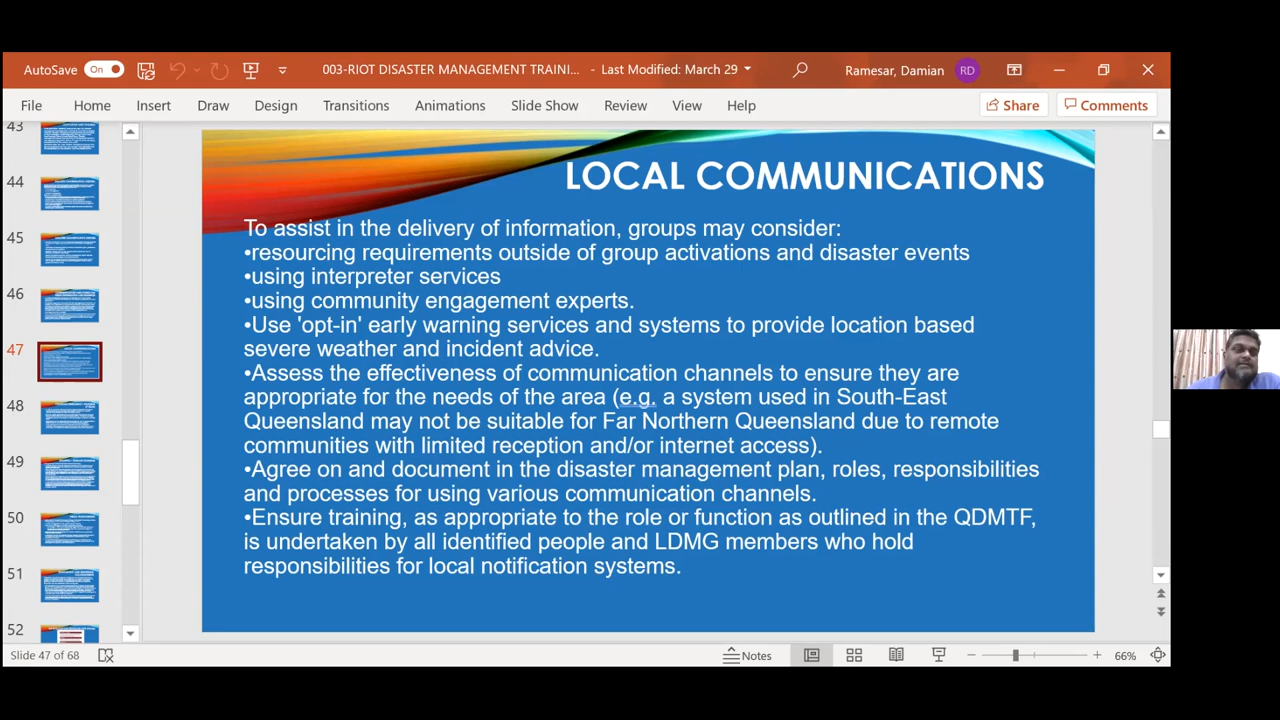 AutoSave On 003-RIOT DISASTER MANAGEMENT TRAINI... - Last Modified: March 29 Ramesar, Damian RD
File Home Insert Draw Design Transitions Animations Slide Show Review View Help Share Comments
43
44
45
46
47
48
49
50
51
52
LOCAL COMMUNICATIONS
To assist in the delivery of information, groups may consider:
•resourcing requirements outside of group activations and disaster events
•using interpreter services
•using community engagement experts.
•Use 'opt-in' early warning services and systems to provide location based
severe weather and incident advice.
•Assess the effectiveness of communication channels to ensure they are
appropriate for the needs of the area (e.g. a system used in South-East
Queensland may not be suitable for Far Northern Queensland due to remote
communities with limited reception and/or internet access).
•Agree on and document in the disaster management plan, roles, responsibilities
and processes for using various communication channels.
•Ensure training, as appropriate to the role or function as outlined in the QDMTF,
is undertaken by all identified people and LDMG members who hold
responsibilities for local notification systems.
Slide 47 of 68 Notes 66%